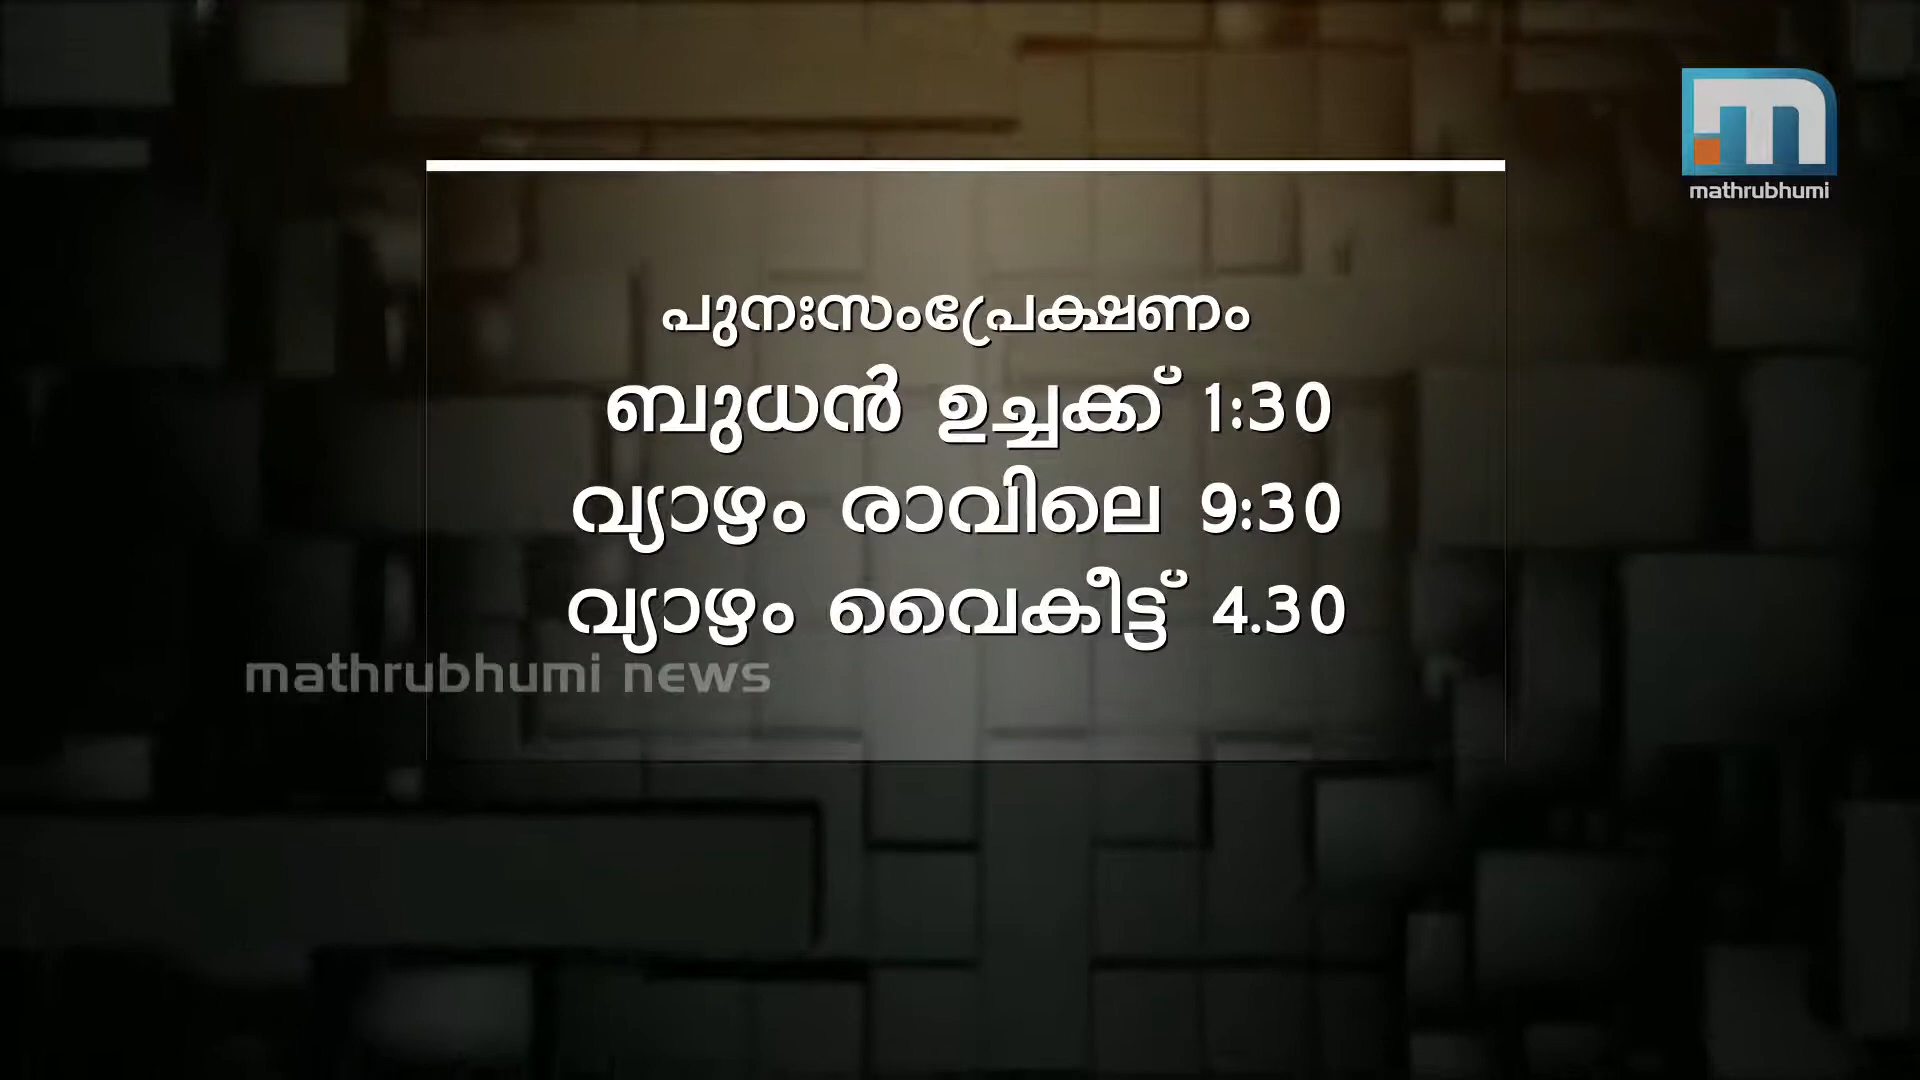 mathrubhumi
പുനഃസംപ്രേക്ഷണം
ബുധൻ ഉച്ചക്ക് 1:30
വ്യാഴം രാവിലെ 9:30
വ്യാഴം വൈകീട്ട് 4.30
mathrubhumi news